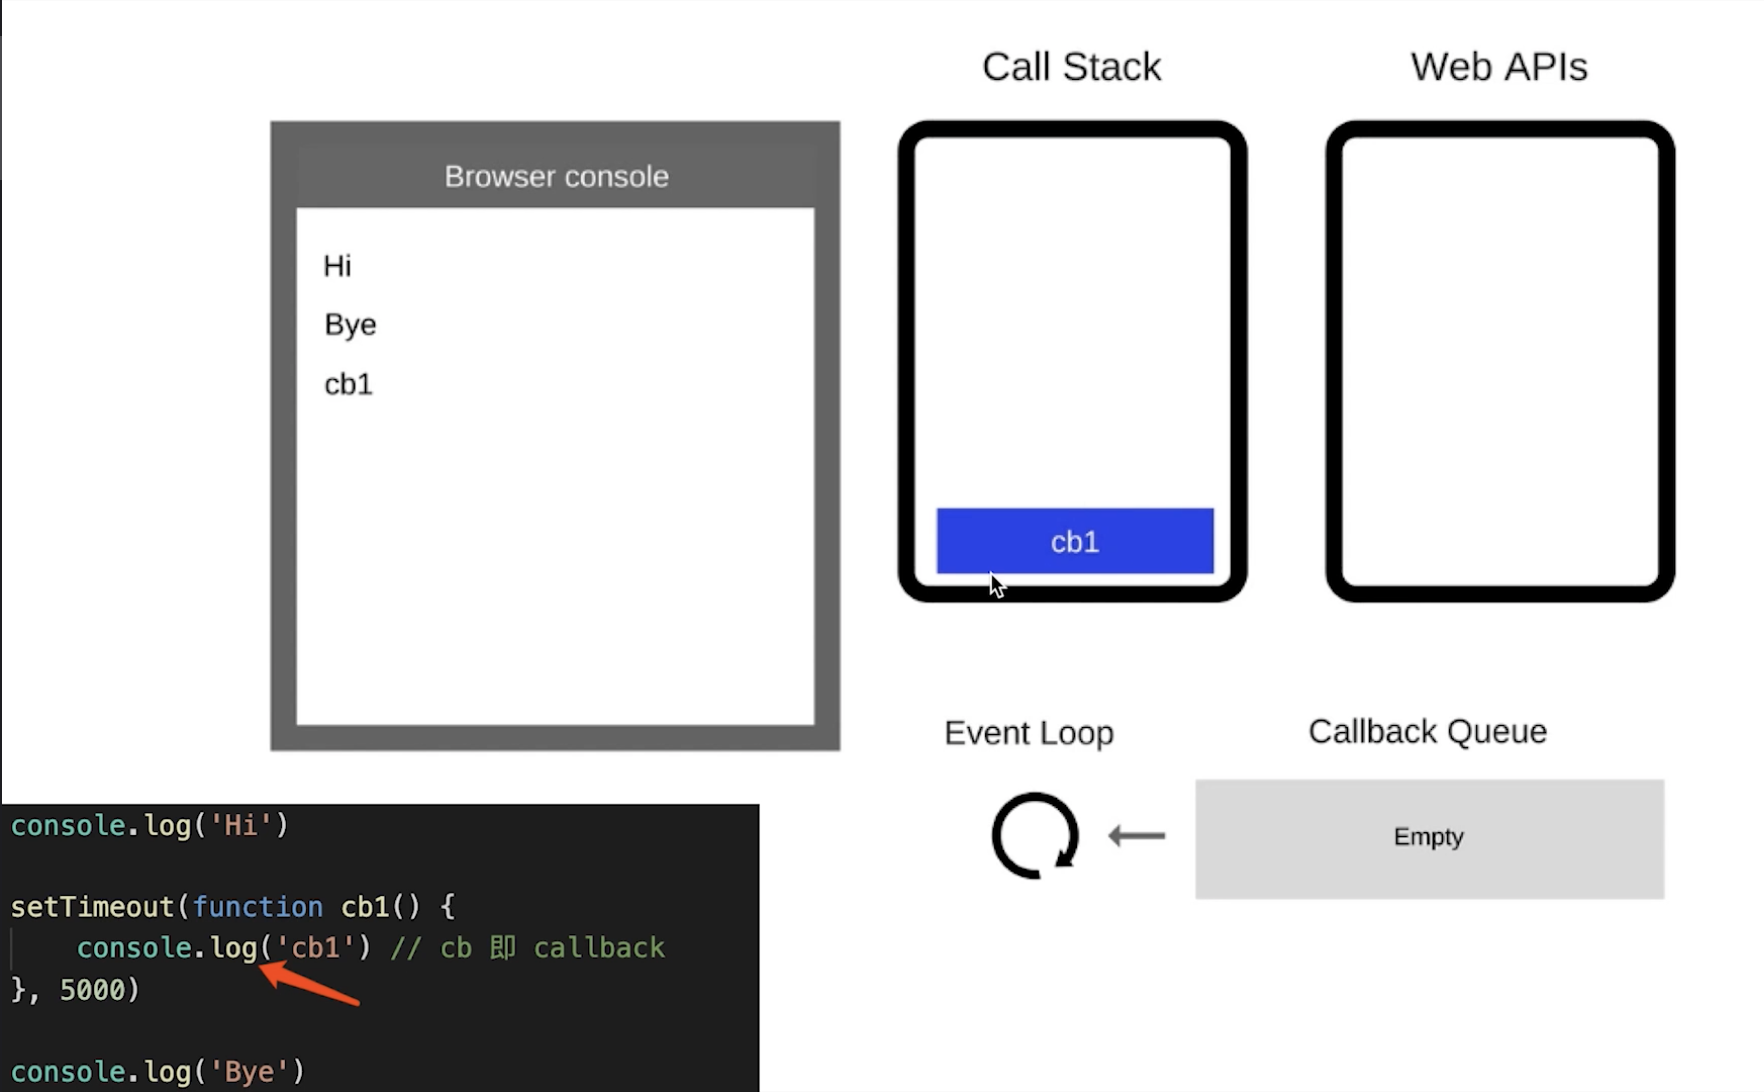 Call Stack
Web APIs
Browser console
Hi
Bye
cb1
cb1
Event Loop
Callback Queue
Empty
console.log('Hi')
setTimeout(function cb1() {
    console.log('cb1') // cb 即 callback
}, 5000)
console.log('Bye')